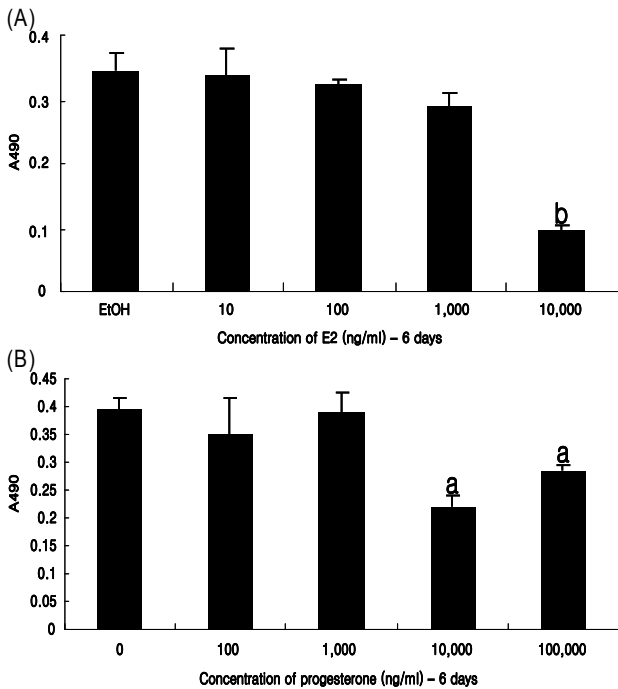 (A)
0.4
0.3
0.2
0.1
0
A490
b
EtOH 10 100 1,000 10,000
Concentration of E2 (ng/ml) – 6 days
(B)
0.45
0.4
0.35
0.3
0.25
0.2
0.15
0.1
0.05
0
A490
a
a
0 100 1,000 10,000 100,000
Concentration of progesterone (ng/ml) – 6 days